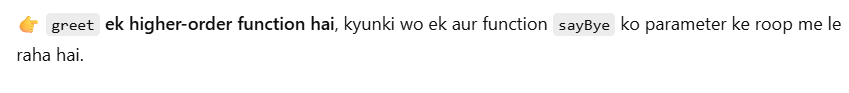 👉 greet ek higher-order function hai, kyunki wo ek aur function sayBye ko parameter ke roop me le
raha hai.